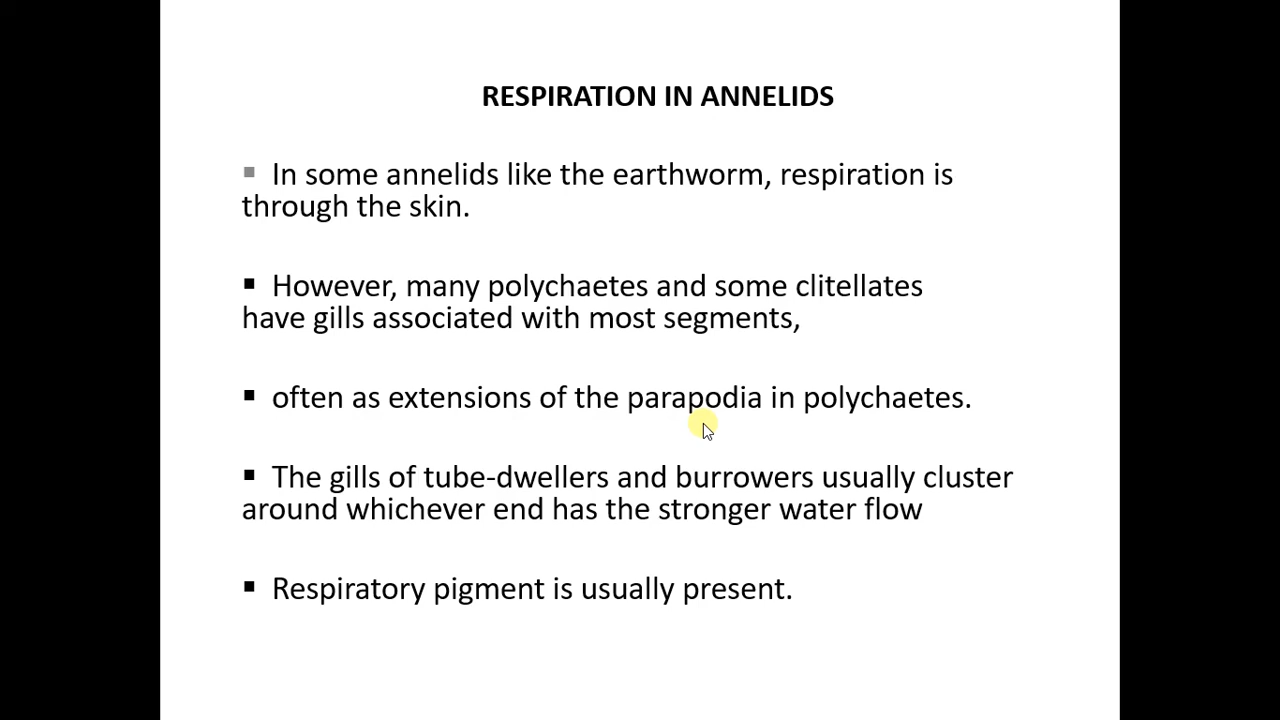 RESPIRATION IN ANNELIDS
▪ In some annelids like the earthworm, respiration is
through the skin.
▪ However, many polychaetes and some clitellates
have gills associated with most segments,
▪ often as extensions of the parapodia in polychaetes.
▪ The gills of tube-dwellers and burrowers usually cluster
around whichever end has the stronger water flow
▪ Respiratory pigment is usually present.